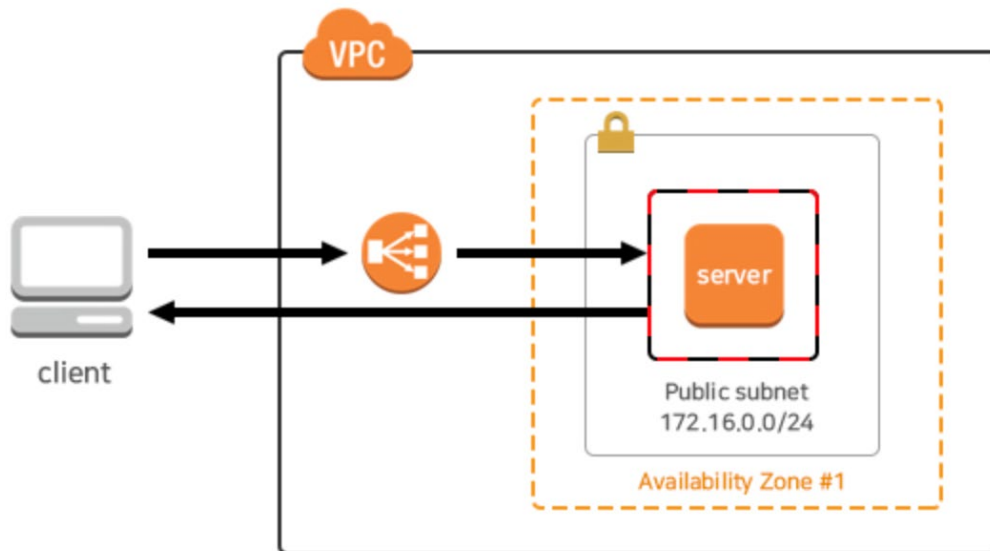 VPC
server
client
Public subnet
172.16.0.0/24
Availability Zone #1